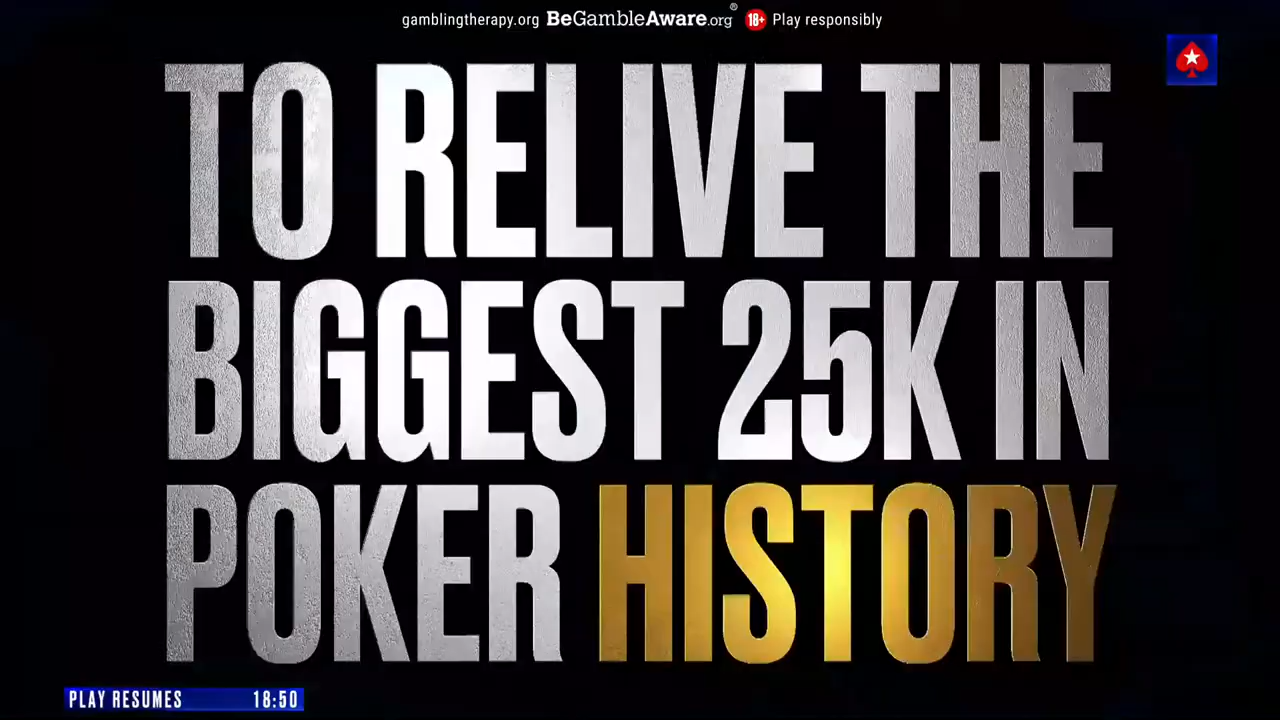 gamblingtherapy.org BeGambleAware.org® 18+ Play responsibly
TO RELIVE THE
BIGGEST 25K IN
POKER HISTORY
PLAY RESUMES 18:50